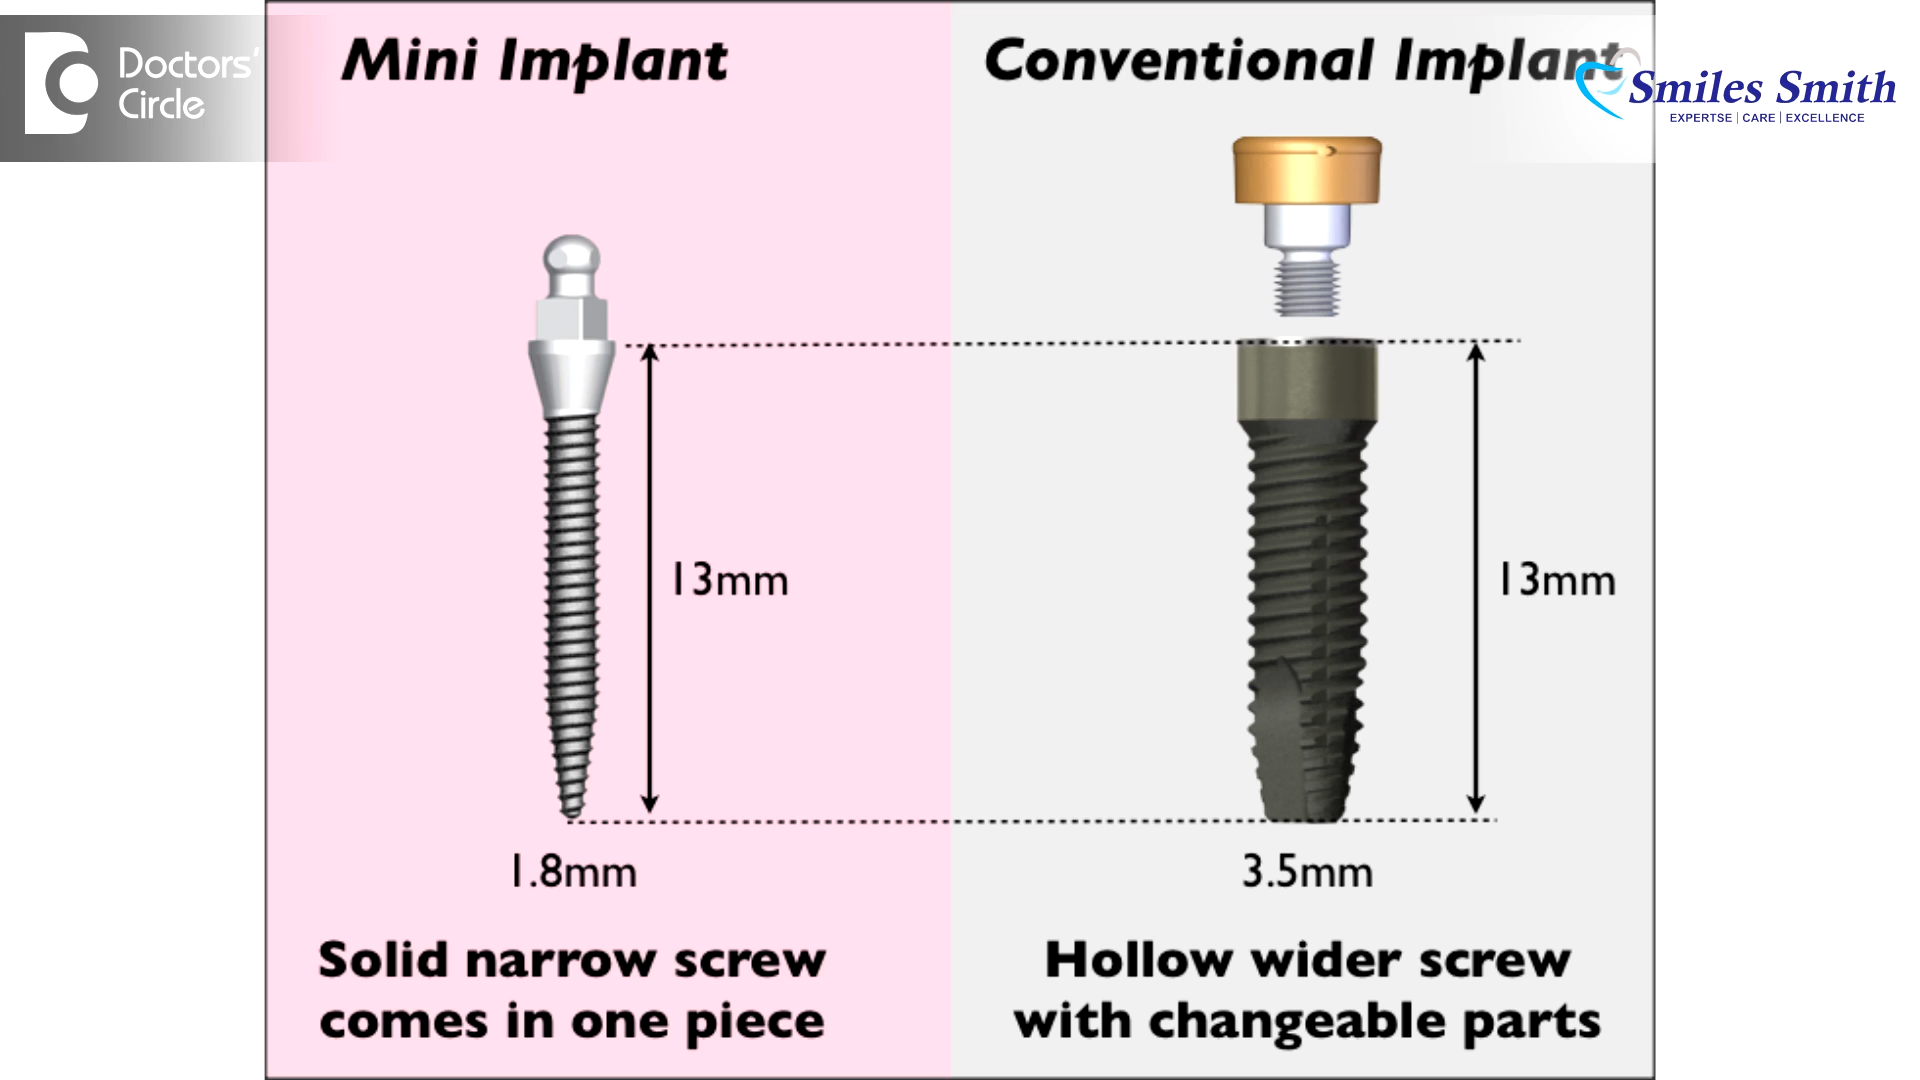 Doctors'
Circle
Mini Implant
Conventional Implant
Smiles Smith
EXPERTSE | CARE | EXCELLENCE
13mm
13mm
1.8mm
3.5mm
Solid narrow screw
comes in one piece
Hollow wider screw
with changeable parts